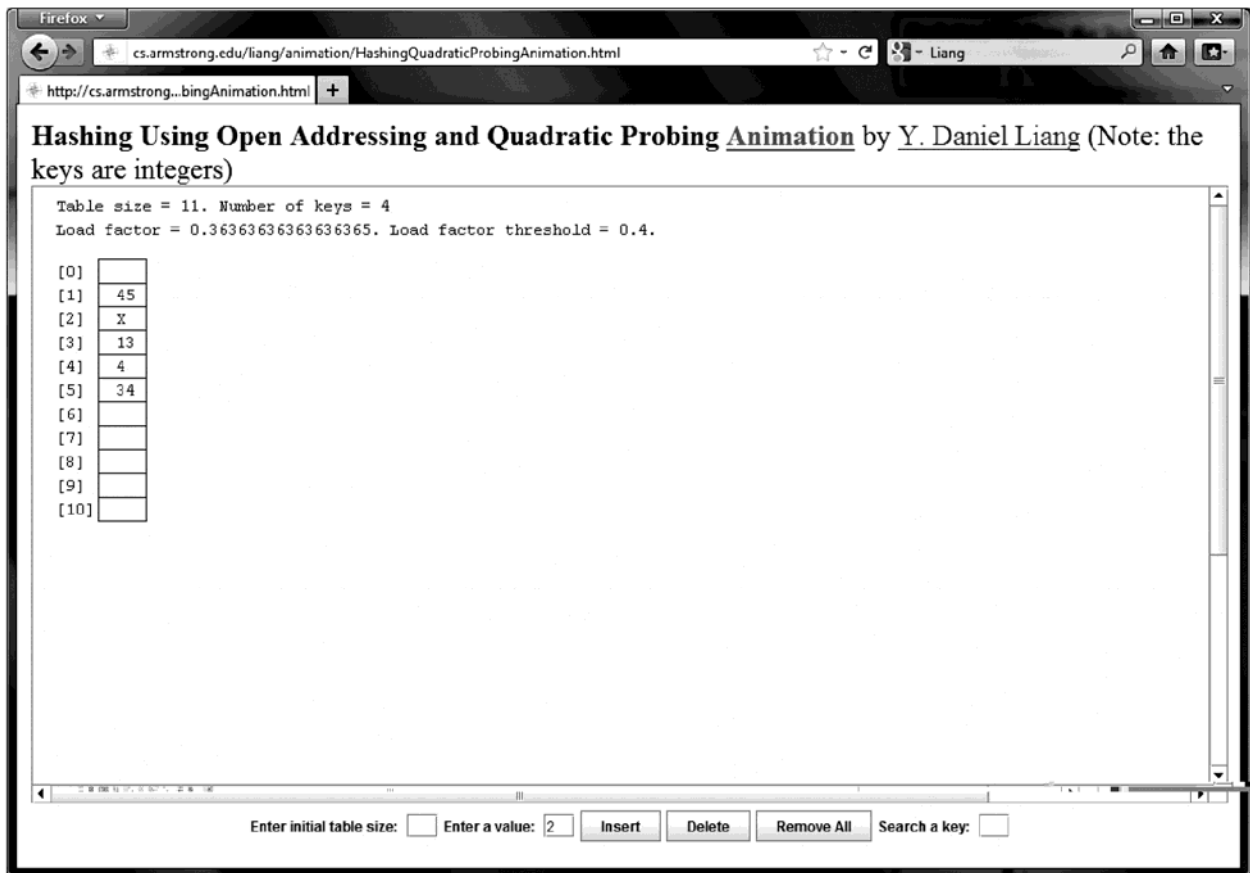 Firefox
cs.armstrong.edu/liang/animation/HashingQuadraticProbingAnimation.html
Liang
http://cs.armstrong...bingAnimation.html +
Hashing Using Open Addressing and Quadratic Probing Animation by Y. Daniel Liang (Note: the
keys are integers)
Table size = 11. Number of keys = 4
Load factor = 0.36363636363636365. Load factor threshold = 0.4.
[0]
[1] 45
[2] X
[3] 13
[4] 4
[5] 34
[6]
[7]
[8]
[9]
[10]
Enter initial table size: Enter a value: 2 Insert Delete Remove All Search a key: